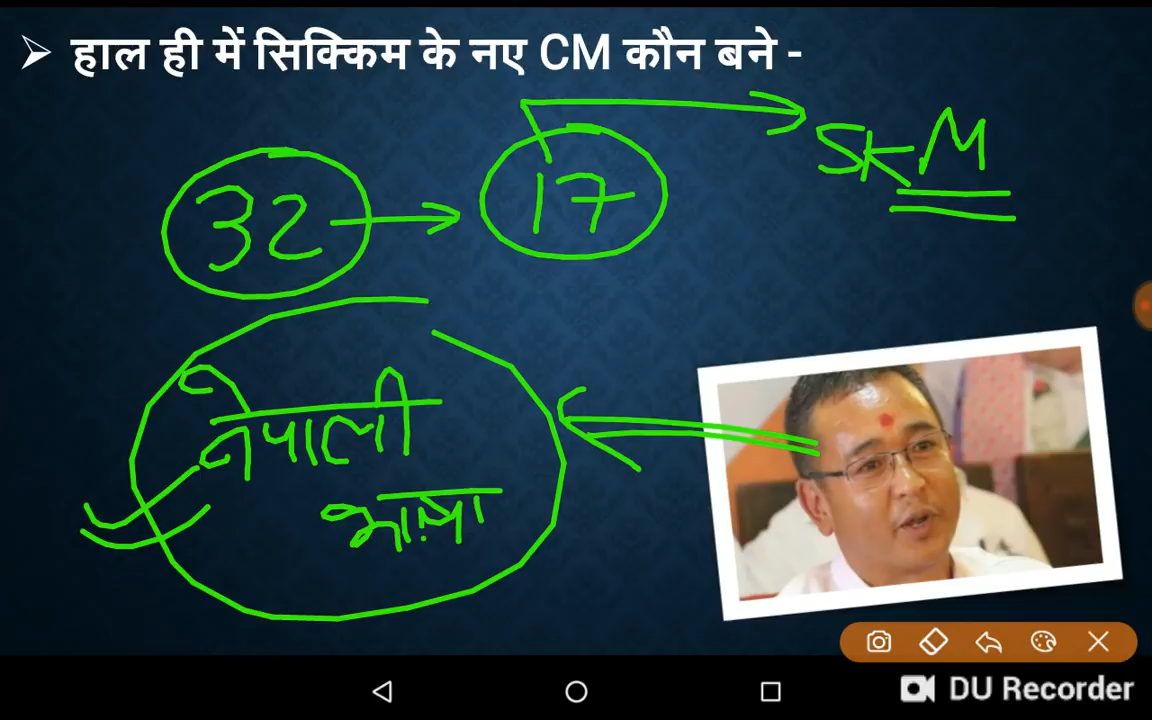 ➢ हाल ही में सिक्किम के नए CM कौन बने -
SKM
32 → 17
नेपाली
भाषा
DU Recorder